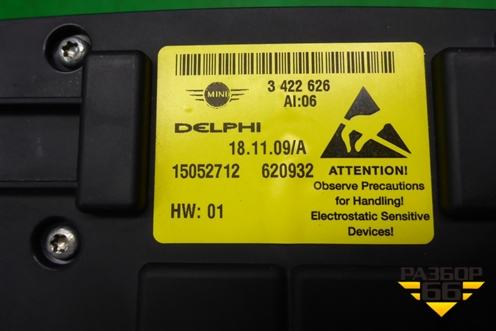 MINI
3 422 626
AI:06
DELPHI
18.11.09/A
15052712 620932
HW: 01
ATTENTION!
Observe Precautions
for Handling!
Electrostatic Sensitive
Devices!
РАЗБОР
66